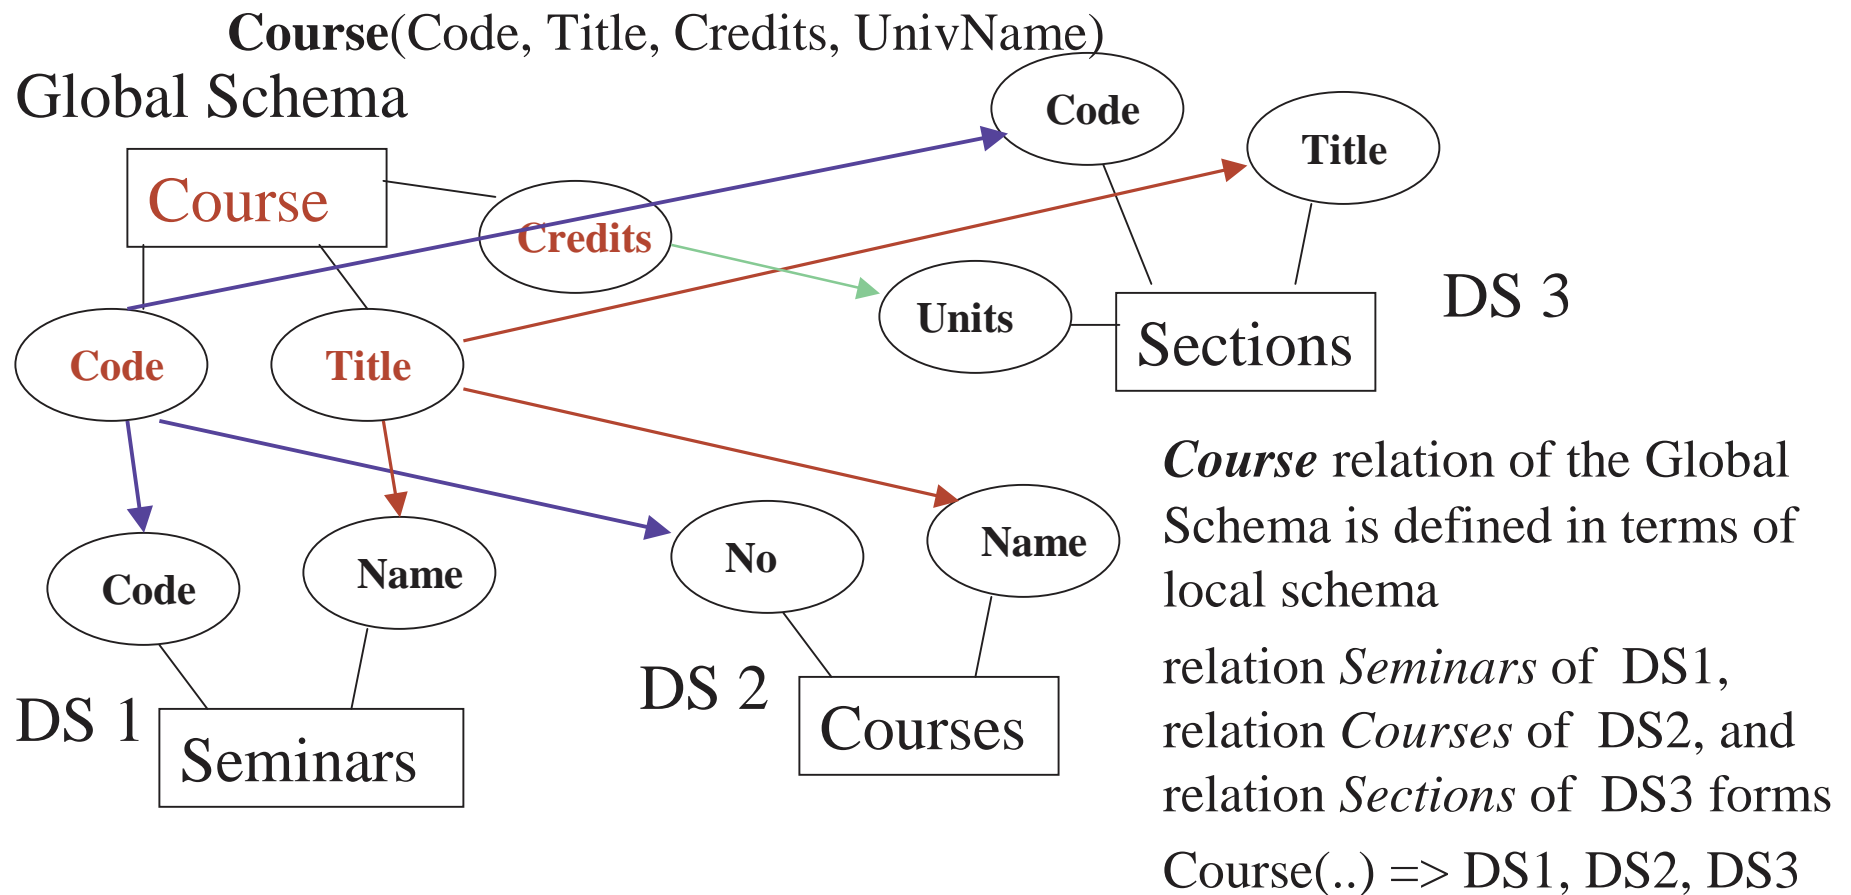 Course(Code, Title, Credits, UnivName)
Global Schema
Code
Title
Course
Credits
Units
DS 3
Sections
Code
Title
Course relation of the Global
Schema is defined in terms of
local schema
relation Seminars of DS1,
relation Courses of DS2, and
relation Sections of DS3 forms
Course(..) => DS1, DS2, DS3
Code
Name
No
Name
DS 1
Seminars
DS 2
Courses